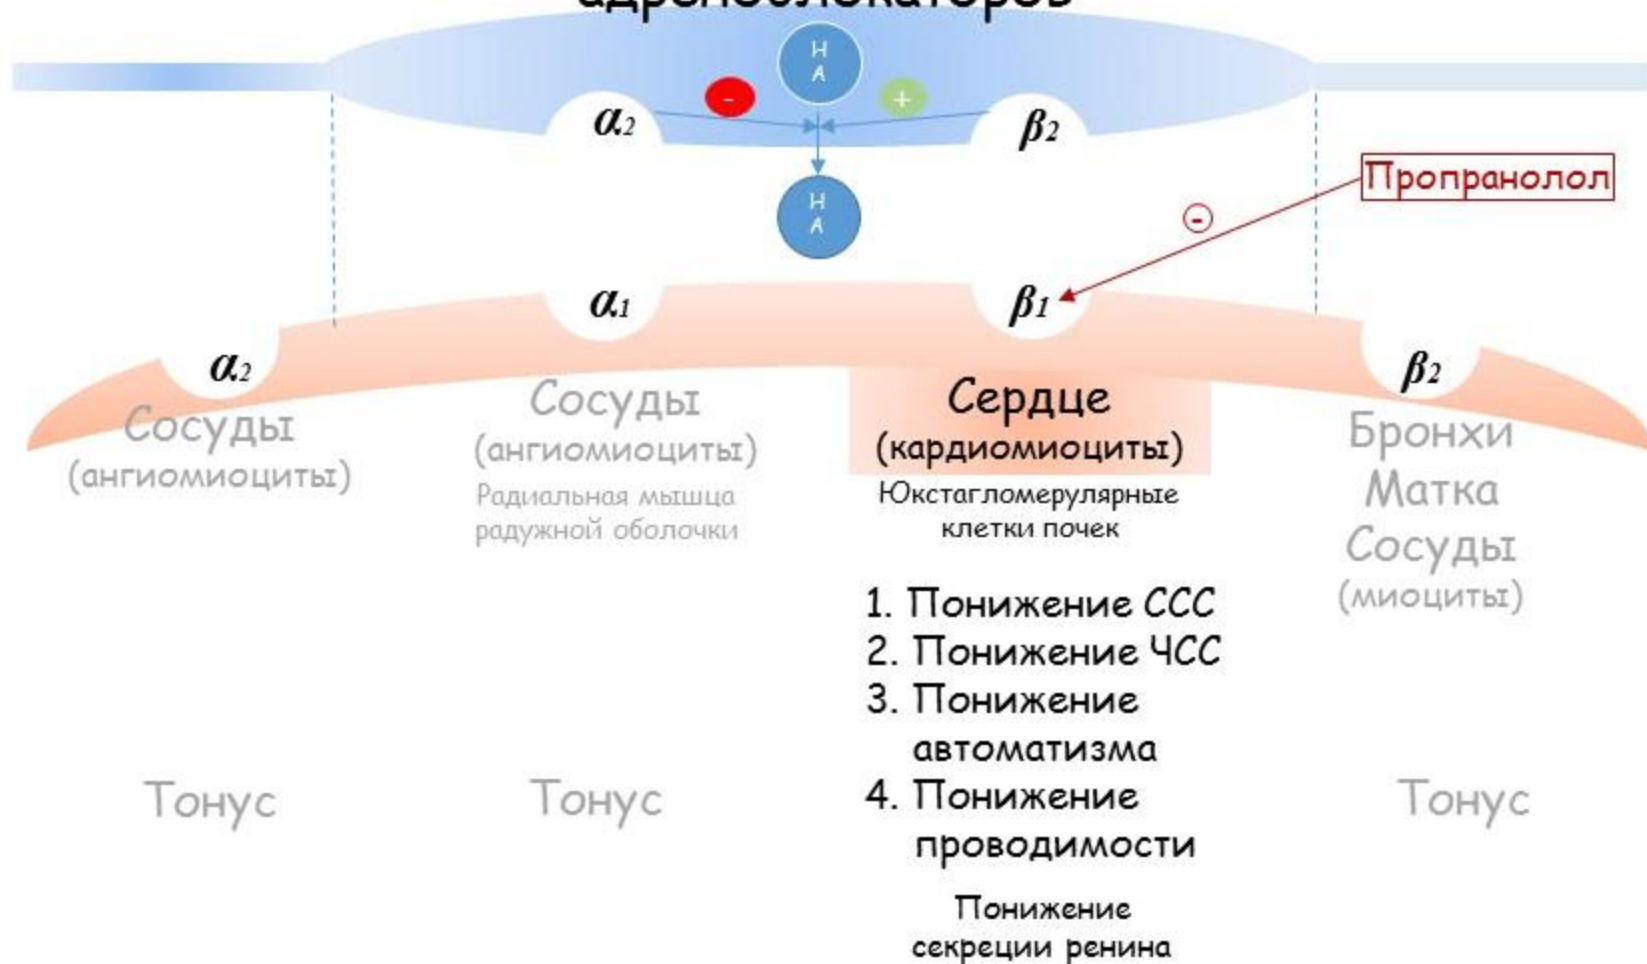 адреноблокаторов
Н
А
-
+
α2
β2
Пропранолол
Н
А
-
α1
β1
α2
β2
Сосуды
(ангиомиоциты)
Сосуды
(ангиомиоциты)
Радиальная мышца
радужной оболочки
Сердце
(кардиомиоциты)
Юкстагломерулярные
клетки почек
Бронхи
Матка
Сосуды
(миоциты)
1. Понижение ССС
2. Понижение ЧСС
3. Понижение
автоматизма
4. Понижение
проводимости
Тонус
Тонус
Тонус
Понижение
секреции ренина